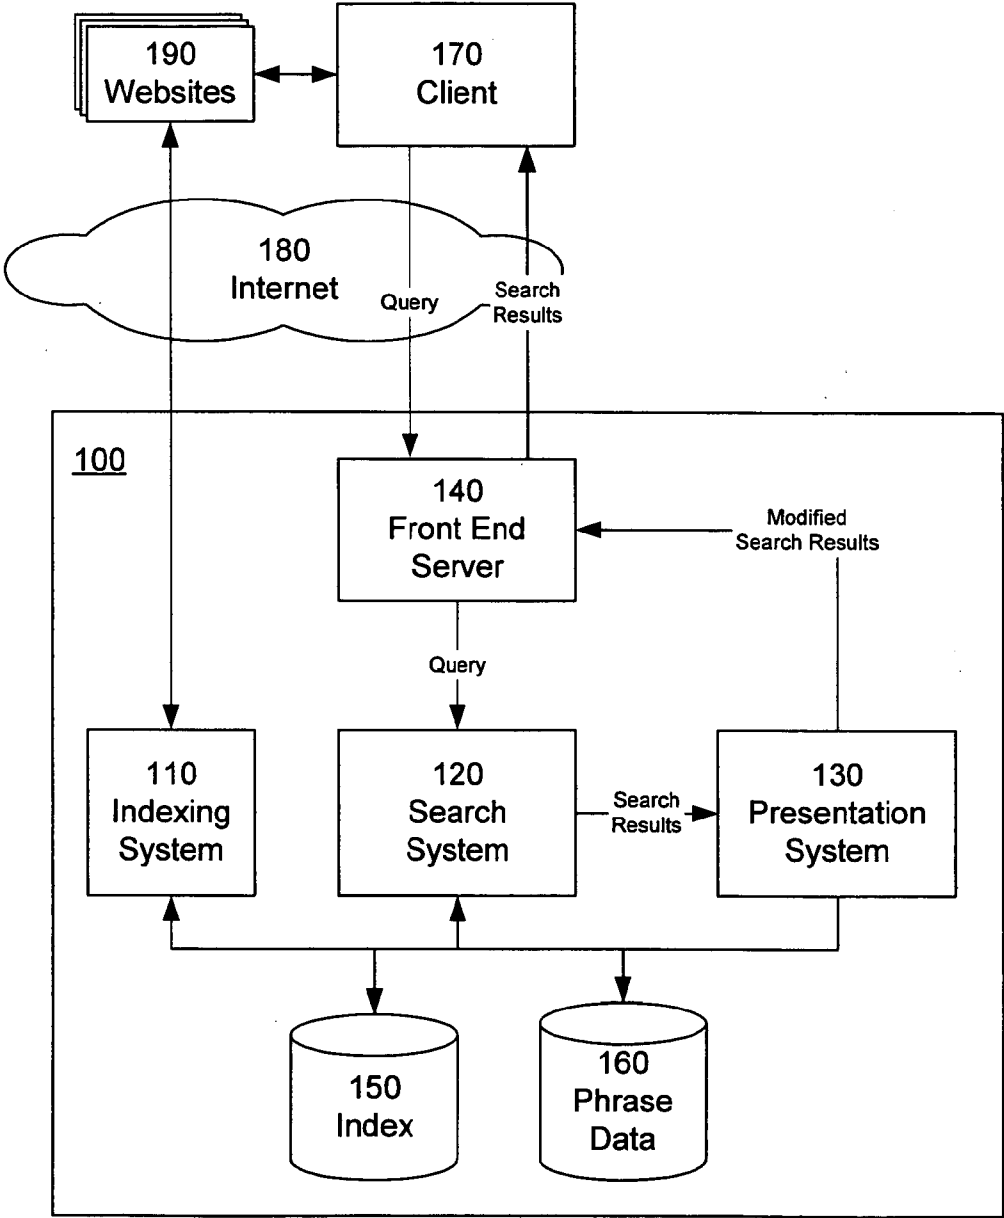 190
Websites
170
Client
180
Internet
Query
Search
Results
100
140
Front End
Server
Modified
Search Results
Query
110
Indexing
System
120
Search
System
Search
Results
130
Presentation
System
150
Index
160
Phrase
Data